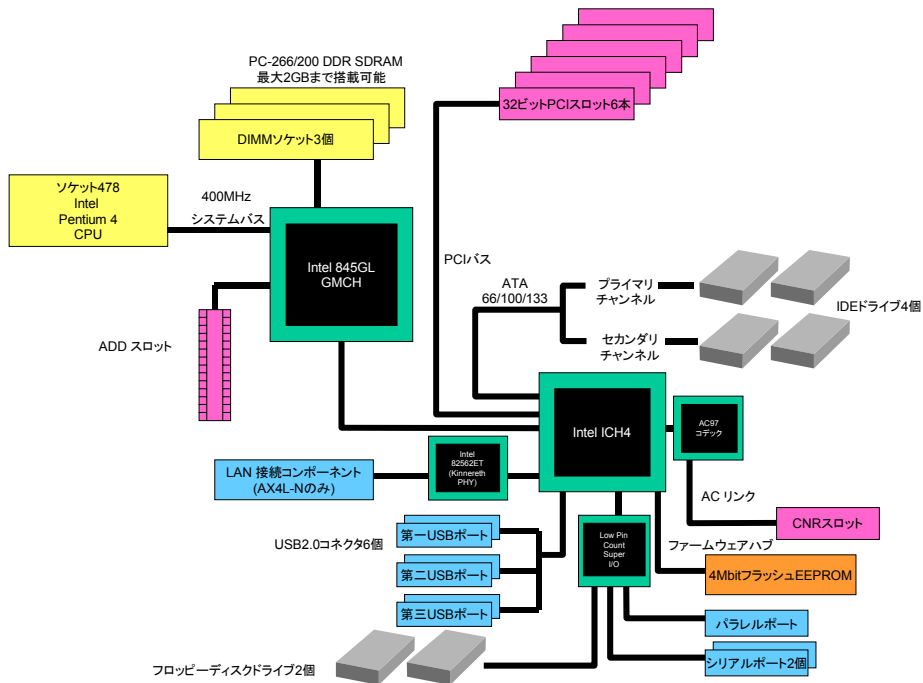 PC-266/200 DDR SDRAM
最大2GBまで搭載可能
DIMMソケット3個
32ビットPCIスロット6本
ソケット478
Intel
Pentium 4
CPU
400MHz
システムバス
Intel 845GL
GMCH
ADD スロット
PCIバス
ATA
66/100/133
プライマリ
チャンネル
セカンダリ
チャンネル
IDEドライブ4個
Intel ICH4
AC97
コデック
Intel
82562ET
(Kinnereth
PHY)
LAN 接続コンポーネント
(AX4L-Nのみ)
AC リンク
CNRスロット
USB2.0コネクタ6個
第一USBポート
第二USBポート
第三USBポート
Low Pin
Count
Super
I/O
ファームウェアハブ
4MbitフラッシュEEPROM
パラレルポート
シリアルポート2個
フロッピーディスクドライブ2個